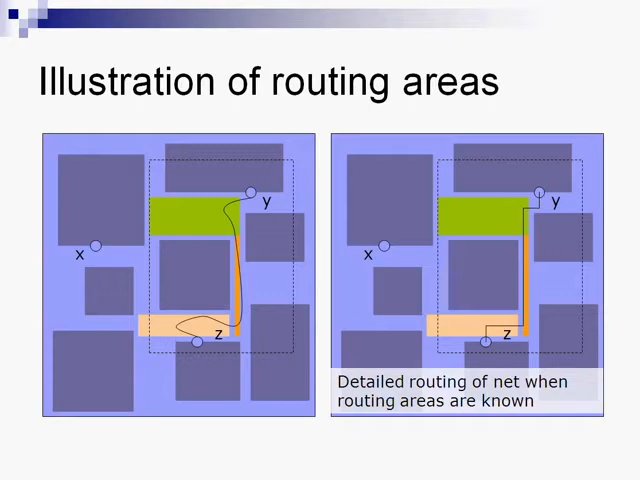 Illustration of routing areas
y
x
z
y
x
z
Detailed routing of net when
routing areas are known